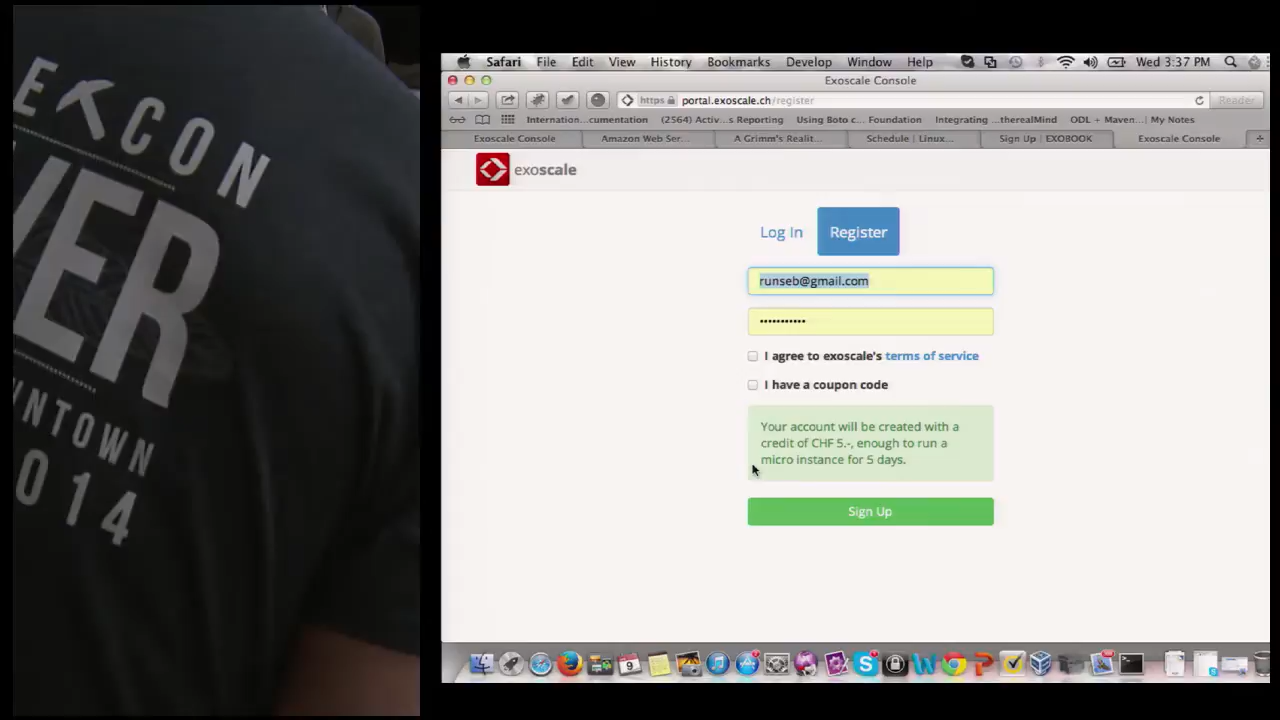 E CON
VER
NTOWN
2014
Safari File Edit View History Bookmarks Develop Window Help Wed 3:37 PM
Exoscale Console
https portal.exoscale.ch/register Reader
Internation...cumentation (2564) Activ...s Reporting Using Boto c... Foundation Integrating ...therealMind ODL + Maven... | My Notes
Exoscale Console Amazon Web Ser... A Grimm's Realit... Schedule | Linux... Sign Up | EXOBOOK Exoscale Console
exoscale
Log In Register
runseb@gmail.com
•••••••••••
I agree to exoscale's terms of service
I have a coupon code
Your account will be created with a
credit of CHF 5.-, enough to run a
micro instance for 5 days.
Sign Up